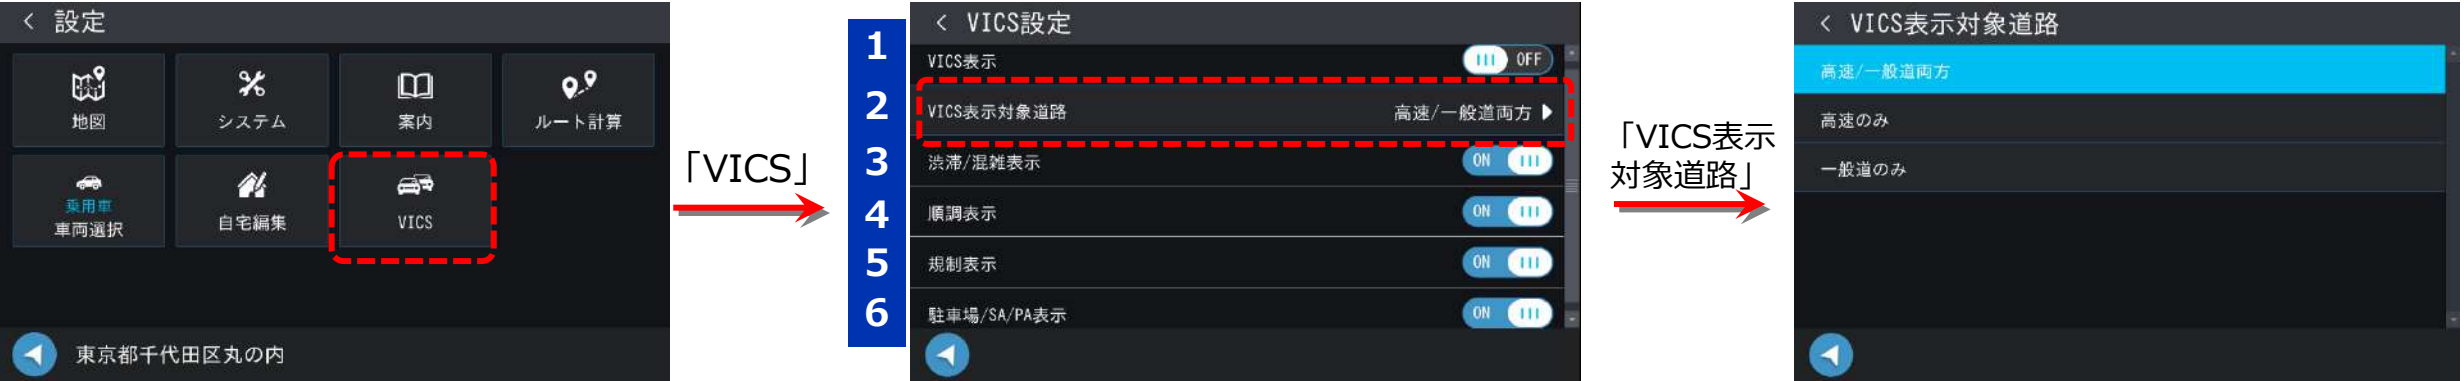 設定
地図
システム
案内
ルート計算
乗用車
車両選択
自宅編集
VICS
東京都千代田区丸の内
「VICS」
VICS設定
1
VICS表示
OFF
2
VICS表示対象道路
高速/一般道両方
3
渋滞/混雑表示
ON
4
順調表示
ON
5
規制表示
ON
6
駐車場/SA/PA表示
ON
「VICS表示
対象道路」
VICS表示対象道路
高速/一般道両方
高速のみ
一般道のみ